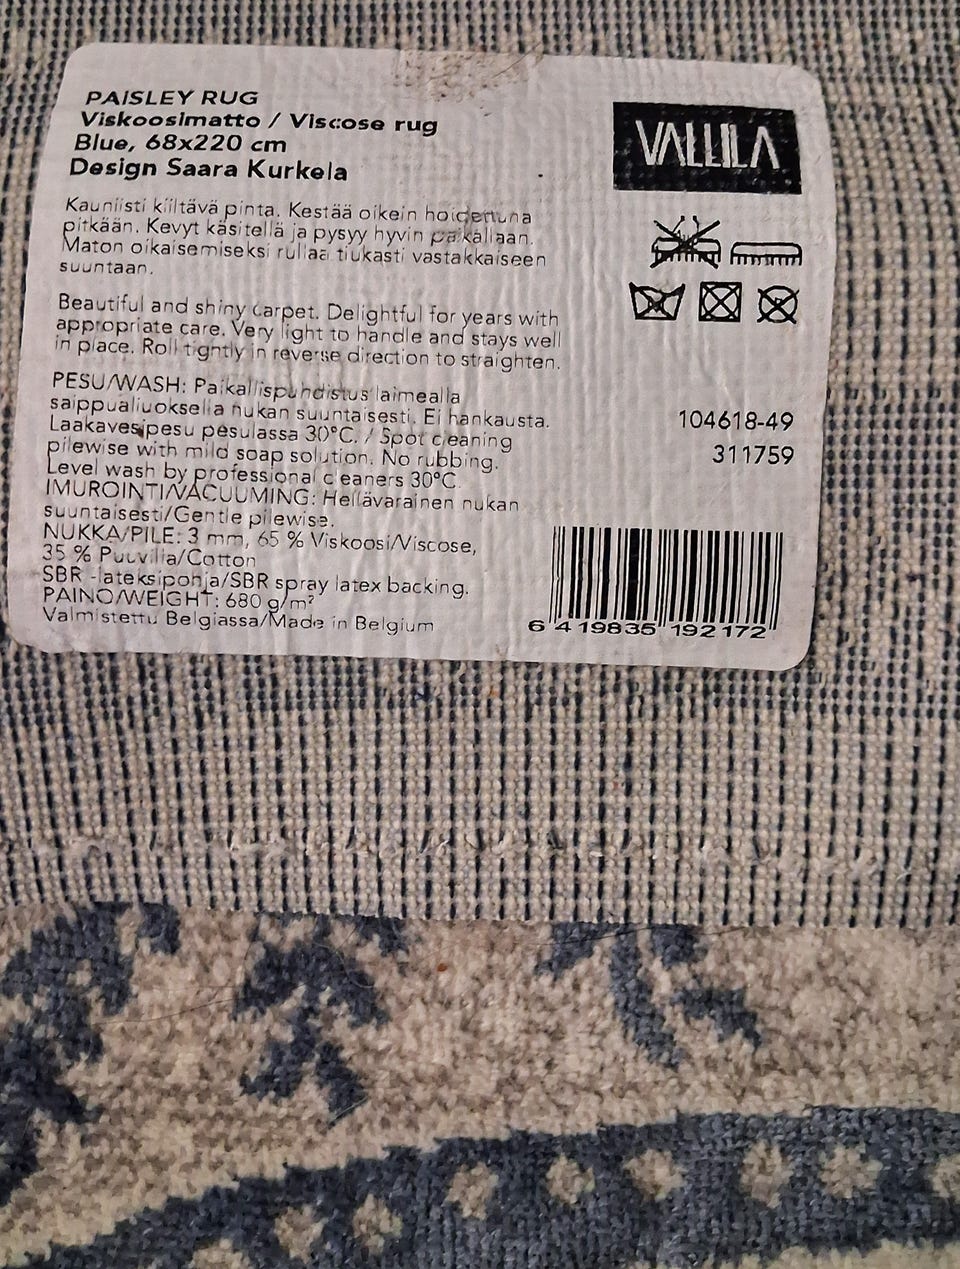 PAISLEY RUG
Viskoosimatto / Viscose rug
Blue, 68x220 cm
Design Saara Kurkela
VALLILA
Kauniisti kiiltävä pinta. Kestää oikein hoidettuna
pitkään. Kevyt käsitellä ja pysyy hyvin paikallaan.
Maton oikaisemiseksi rullaa tiukasti vastakkaiseen
suuntaan.
Beautiful and shiny carpet. Delightful for years with
appropriate care. Very light to handle and stays well
in place. Roll tightly in reverse direction to straighten.
PESU/WASH: Paikallispuhdistus laimealla
saippualiuoksella nukan suuntaisesti. Ei hankausta.
Laakavesipesu pesulassa 30°C. / Spot cleaning
pilewise with mild soap solution. No rubbing.
Level wash by professional cleaners 30°C.
IMUROINTI/VACUUMING: Hellävarainen nukan
suuntaisesti/Gentle pilewise.
NUKKA/PILE: 3 mm, 65 % Viskoosi/Viscose,
35 % Puuvilla/Cotton
SBR -lateksipohja/SBR spray latex backing.
PAINO/WEIGHT: 680 g/m²
Valmistettu Belgiassa/Made in Belgium
104618-49
311759
6 419835 192172